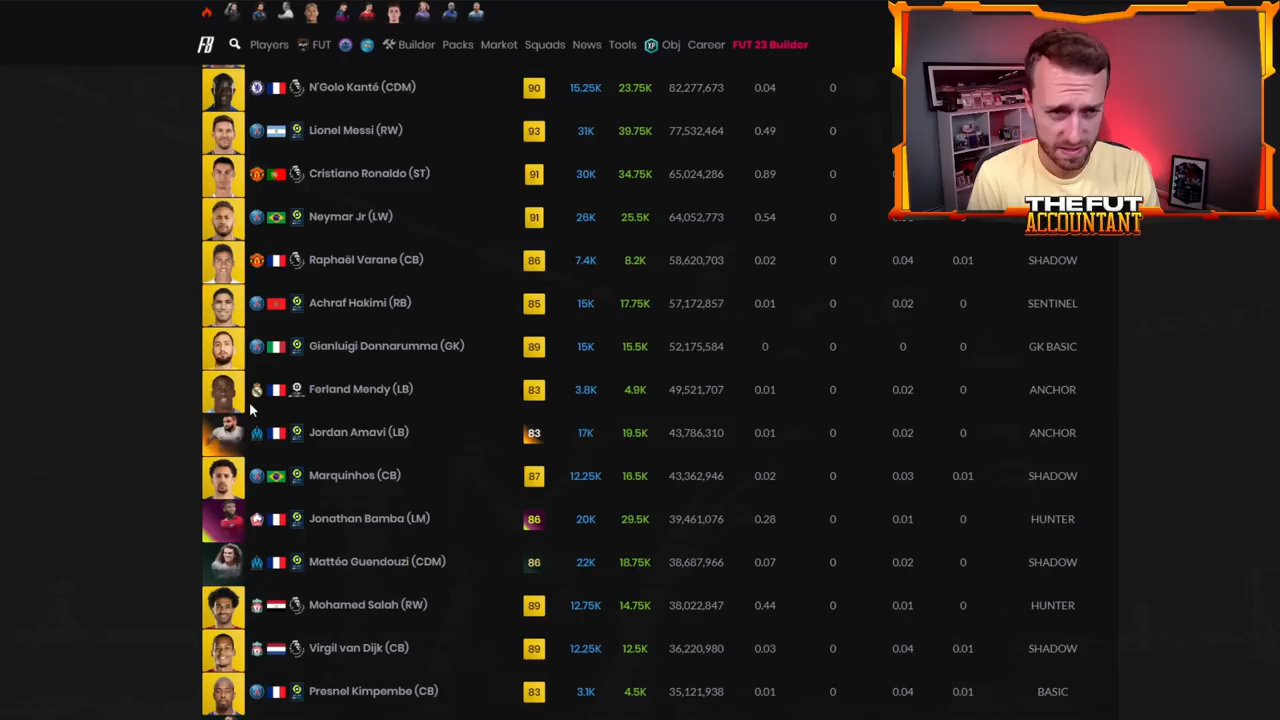 F8 Players FUT Builder Packs Market Squads News Tools XP Obj Career FUT 23 Builder
N'Golo Kanté (CDM) 90 15.25K 23.75K 82,277,673 0.04 0
Lionel Messi (RW) 93 31K 39.75K 77,532,464 0.49 0
Cristiano Ronaldo (ST) 91 30K 34.75K 65,024,286 0.89 0
THE FUT
ACCOUNTANT
Neymar Jr (LW) 91 26K 25.5K 64,052,773 0.54 0
Raphaël Varane (CB) 86 7.4K 8.2K 58,620,703 0.02 0 0.04 0.01 SHADOW
Achraf Hakimi (RB) 85 15K 17.75K 57,172,857 0.01 0 0.02 0 SENTINEL
Gianluigi Donnarumma (GK) 89 15K 15.5K 52,175,584 0 0 0 0 GK BASIC
Ferland Mendy (LB) 83 3.8K 4.9K 49,521,707 0.01 0 0.02 0 ANCHOR
Jordan Amavi (LB) 83 17K 19.5K 43,786,310 0.01 0 0.02 0 ANCHOR
Marquinhos (CB) 87 12.25K 16.5K 43,362,946 0.02 0 0.03 0.01 SHADOW
Jonathan Bamba (LM) 86 20K 29.5K 39,461,076 0.28 0 0.01 0 HUNTER
Mattéo Guendouzi (CDM) 86 22K 18.75K 38,687,966 0.07 0 0.02 0 SHADOW
Mohamed Salah (RW) 89 12.75K 14.75K 38,022,847 0.44 0 0.01 0 HUNTER
Virgil van Dijk (CB) 89 12.25K 12.5K 36,220,980 0.03 0 0.04 0.01 SHADOW
Presnel Kimpembe (CB) 83 3.1K 4.5K 35,121,938 0.01 0 0.04 0.01 BASIC